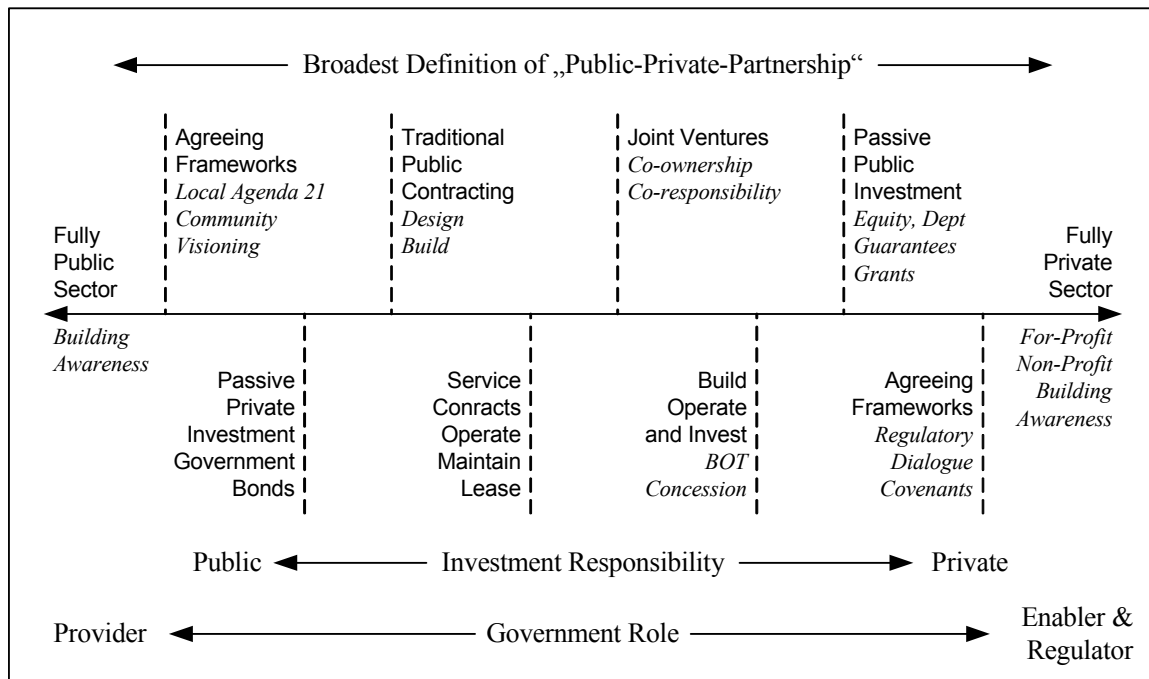 Broadest Definition of „Public-Private-Partnership“
Agreeing
Frameworks
Local Agenda 21
Community
Visioning
Traditional
Public
Contracting
Design
Build
Joint Ventures
Co-ownership
Co-responsibility
Passive
Public
Investment
Equity, Dept
Guarantees
Grants
Fully
Public
Sector
Fully
Private
Sector
Building
Awareness
For-Profit
Non-Profit
Building
Awareness
Passive
Private
Investment
Government
Bonds
Service
Conracts
Operate
Maintain
Lease
Build
Operate
and Invest
BOT
Concession
Agreeing
Frameworks
Regulatory
Dialogue
Covenants
Public
Investment Responsibility
Private
Provider
Government Role
Enabler &
Regulator